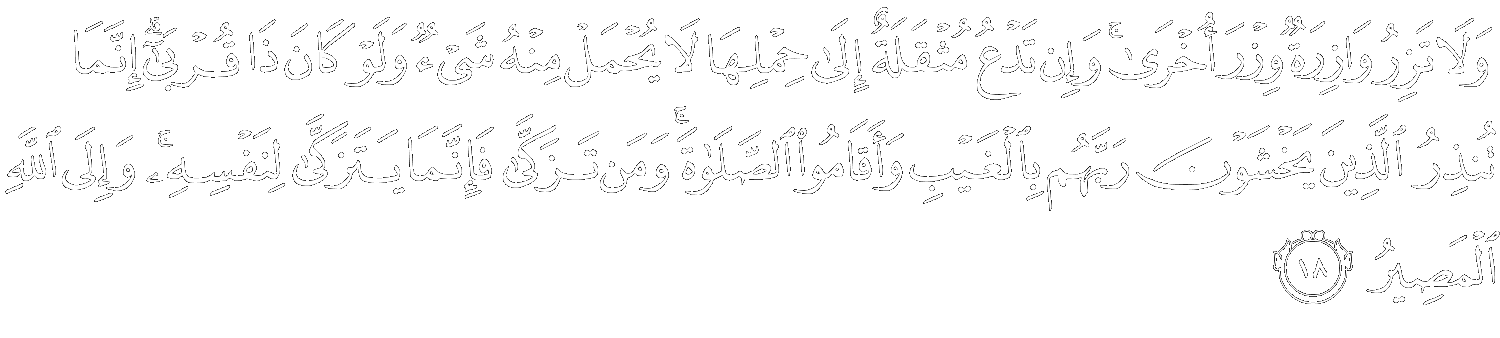 وَلَا تَزِرُ وَازِرَةٌ وِزْرَ أُخْرَىٰ ۚ وَإِن تَدْعُ مُثْقَلَةٌ إِلَىٰ حِمْلِهَا لَا يُحْمَلْ مِنْهُ شَىْءٌ وَلَوْ كَانَ ذَا قُرْبَىٰٓ ۗ إِنَّمَا
تُنذِرُ ٱلَّذِينَ يَخْشَوْنَ رَبَّهُم بِٱلْغَيْبِ وَأَقَامُوا۟ ٱلصَّلَوٰةَ ۚ وَمَن تَزَكَّىٰ فَإِنَّمَا يَتَزَكَّىٰ لِنَفْسِهِۦ ۚ وَإِلَى ٱللَّهِ
ٱلْمَصِيرُ ١٨